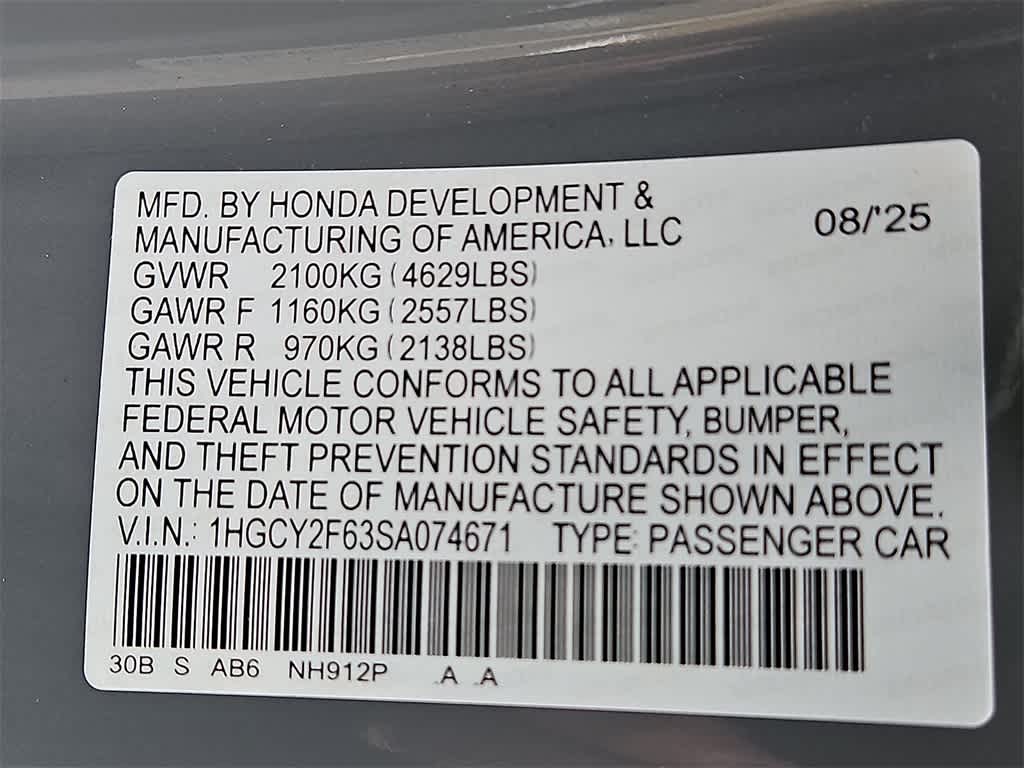 MFD. BY HONDA DEVELOPMENT &
MANUFACTURING OF AMERICA, LLC
08/'25
GVWR 2100KG (4629LBS)
GAWR F 1160KG (2557LBS)
GAWR R 970KG (2138LBS)
THIS VEHICLE CONFORMS TO ALL APPLICABLE
FEDERAL MOTOR VEHICLE SAFETY, BUMPER,
AND THEFT PREVENTION STANDARDS IN EFFECT
ON THE DATE OF MANUFACTURE SHOWN ABOVE.
V.I.N.: 1HGCY2F63SA074671 TYPE: PASSENGER CAR
30B S AB6 NH912P .A .A